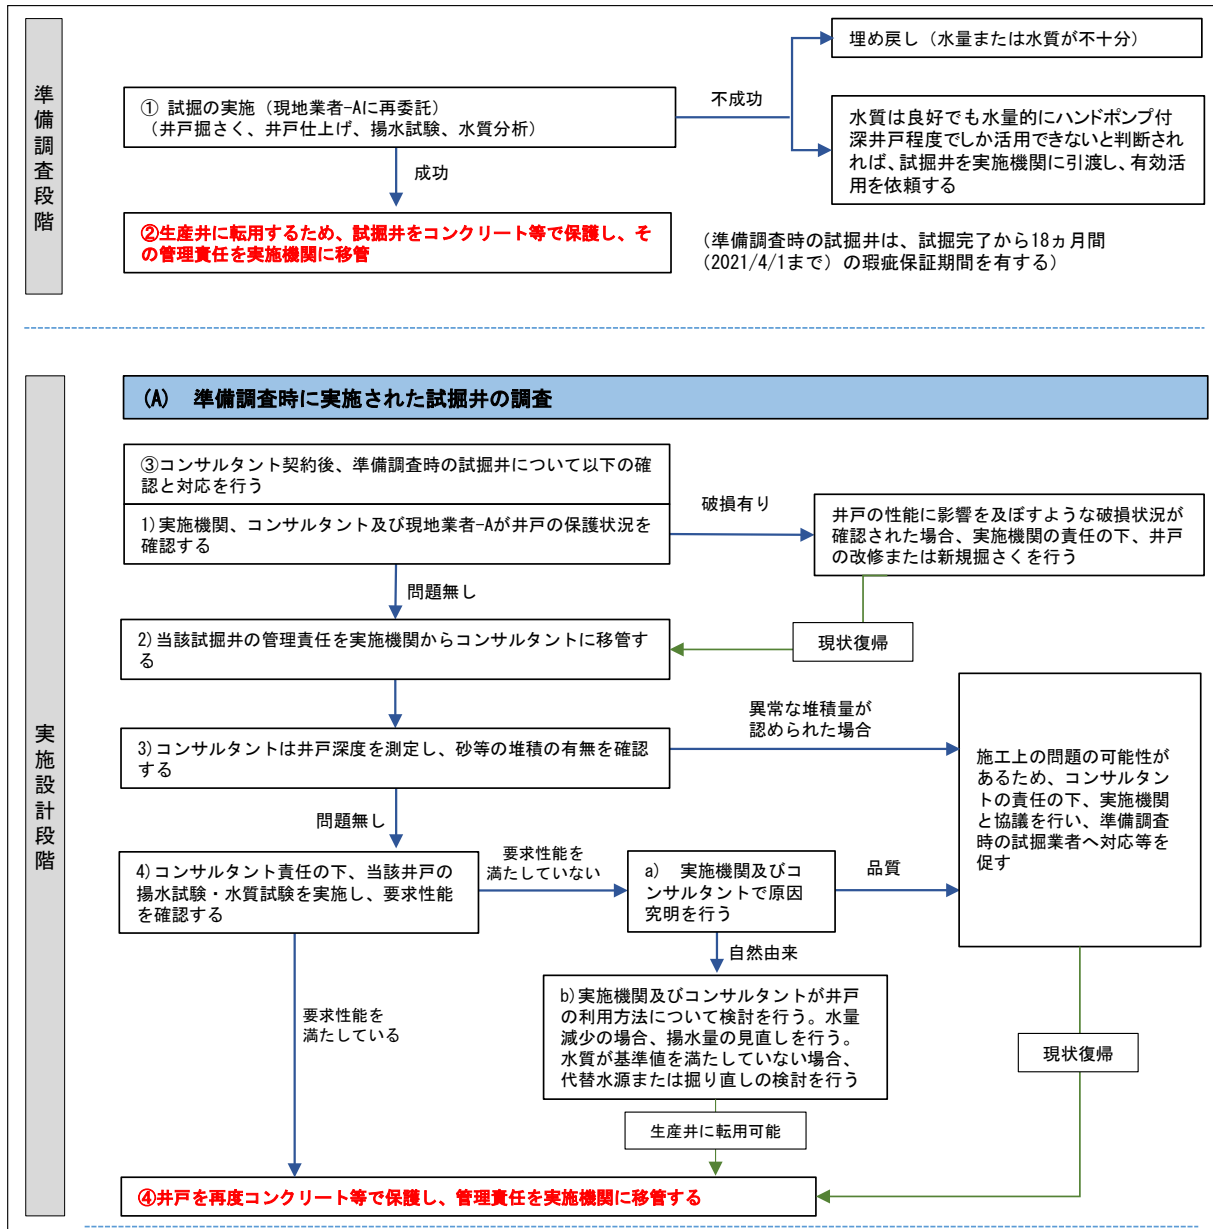 準備調査段階
① 試掘の実施（現地業者-Aに再委託）
（井戸掘さく、井戸仕上げ、揚水試験、水質分析）
不成功
埋め戻し（水量または水質が不十分）
水質は良好でも水量的にハンドポンプ付
深井戸程度でしか活用できないと判断され
れば、試掘井を実施機関に引渡し、有効活
用を依頼する
成功
②生産井に転用するため、試掘井をコンクリート等で保護し、そ
の管理責任を実施機関に移管
（準備調査時の試掘井は、試掘完了から18ヵ月間
（2021/4/1まで）の瑕疵保証期間を有する）
実施設計段階
(A) 準備調査時に実施された試掘井の調査
③コンサルタント契約後、準備調査時の試掘井について以下の確
認と対応を行う
1)実施機関、コンサルタント及び現地業者-Aが井戸の保護状況を
確認する
破損有り
井戸の性能に影響を及ぼすような破損状況が
確認された場合、実施機関の責任の下、井戸
の改修または新規掘さくを行う
問題無し
現状復帰
2)当該試掘井の管理責任を実施機関からコンサルタントに移管す
る
3)コンサルタントは井戸深度を測定し、砂等の堆積の有無を確認
する
異常な堆積量が
認められた場合
施工上の問題の可能性が
あるため、コンサルタン
トの責任の下、実施機関
と協議を行い、準備調査
時の試掘業者へ対応等を
促す
問題無し
4)コンサルタント責任の下、当該井戸の
揚水試験・水質試験を実施し、要求性能
を確認する
要求性能を
満たしていない
a) 実施機関及びコ
ンサルタントで原因
究明を行う
品質
自然由来
b)実施機関及びコンサルタントが井戸
の利用方法について検討を行う。水量
減少の場合、揚水量の見直しを行う。
水質が基準値を満たしていない場合、
代替水源または掘り直しの検討を行う
要求性能を
満たしている
現状復帰
生産井に転用可能
④井戸を再度コンクリート等で保護し、管理責任を実施機関に移管する